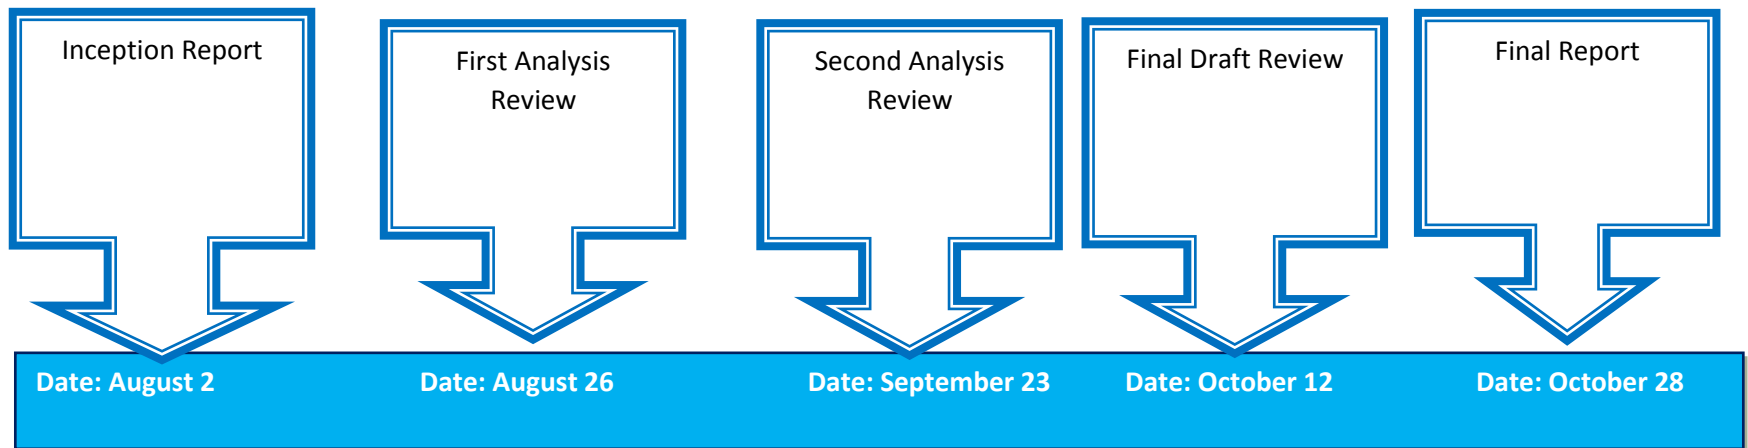 Inception Report
First Analysis
Review
Second Analysis
Review
Final Draft Review
Final Report
Date: August 2
Date: August 26
Date: September 23
Date: October 12
Date: October 28